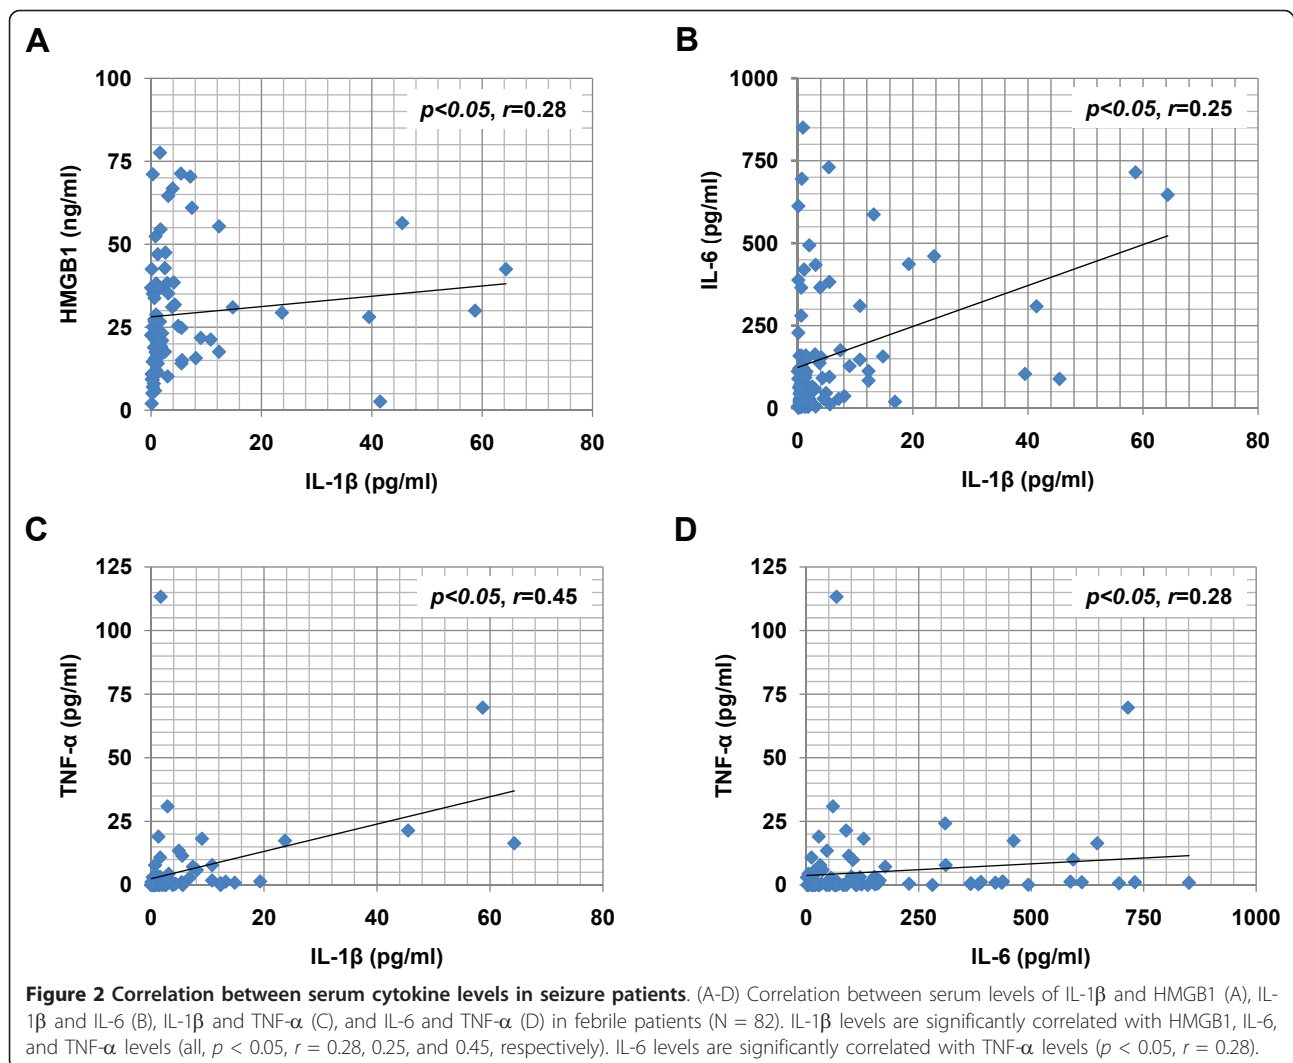 A
B
p<0.05, r=0.28
HMGB1 (ng/ml)
100
75
50
25
0
0 20 40 60 80
IL-1β (pg/ml)
p<0.05, r=0.25
IL-6 (pg/ml)
1000
750
500
250
0
0 20 40 60 80
IL-1β (pg/ml)
C
D
p<0.05, r=0.45
TNF-α (pg/ml)
125
100
75
50
25
0
0 20 40 60 80
IL-1β (pg/ml)
p<0.05, r=0.28
TNF-α (pg/ml)
125
100
75
50
25
0
0 250 500 750 1000
IL-6 (pg/ml)
Figure 2 Correlation between serum cytokine levels in seizure patients. (A-D) Correlation between serum levels of IL-1β and HMGB1 (A), IL-
1β and IL-6 (B), IL-1β and TNF-α (C), and IL-6 and TNF-α (D) in febrile patients (N = 82). IL-1β levels are significantly correlated with HMGB1, IL-6,
and TNF-α levels (all, p < 0.05, r = 0.28, 0.25, and 0.45, respectively). IL-6 levels are significantly correlated with TNF-α levels (p < 0.05, r = 0.28).